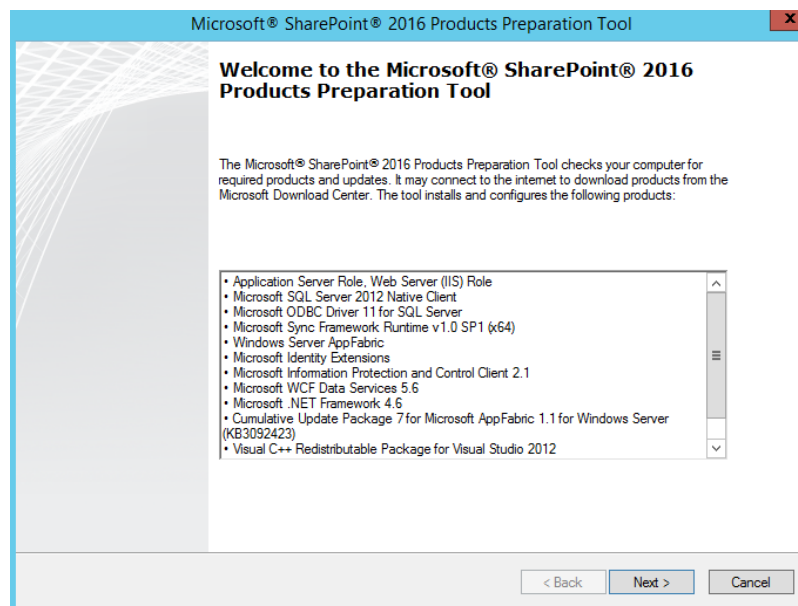 Microsoft® SharePoint® 2016 Products Preparation Tool
x
Welcome to the Microsoft® SharePoint® 2016
Products Preparation Tool
The Microsoft® SharePoint® 2016 Products Preparation Tool checks your computer for
required products and updates. It may connect to the internet to download products from the
Microsoft Download Center. The tool installs and configures the following products:
• Application Server Role, Web Server (IIS) Role
• Microsoft SQL Server 2012 Native Client
• Microsoft ODBC Driver 11 for SQL Server
• Microsoft Sync Framework Runtime v1.0 SP1 (x64)
• Windows Server AppFabric
• Microsoft Identity Extensions
• Microsoft Information Protection and Control Client 2.1
• Microsoft WCF Data Services 5.6
• Microsoft .NET Framework 4.6
• Cumulative Update Package 7 for Microsoft AppFabric 1.1 for Windows Server
(KB3092423)
• Visual C++ Redistributable Package for Visual Studio 2012
< Back Next > Cancel